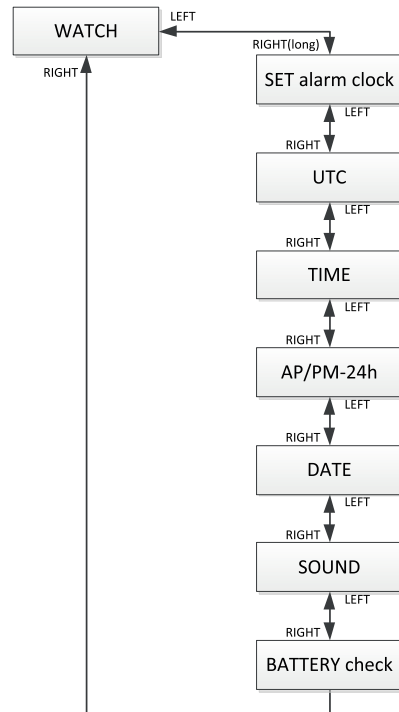 WATCH
LEFT
RIGHT(long)
RIGHT
SET alarm clock
LEFT
RIGHT
UTC
LEFT
RIGHT
TIME
LEFT
RIGHT
AP/PM-24h
LEFT
RIGHT
DATE
LEFT
RIGHT
SOUND
LEFT
RIGHT
BATTERY check